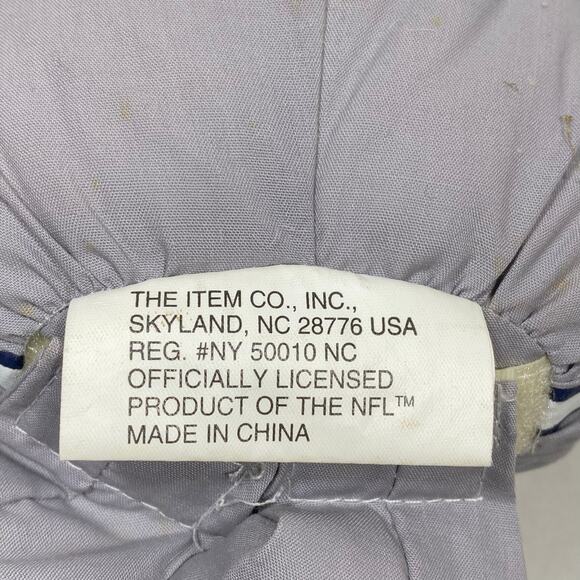 THE ITEM CO., INC.,
SKYLAND, NC 28776 USA
REG. #NY 50010 NC
OFFICIALLY LICENSED
PRODUCT OF THE NFL™
MADE IN CHINA